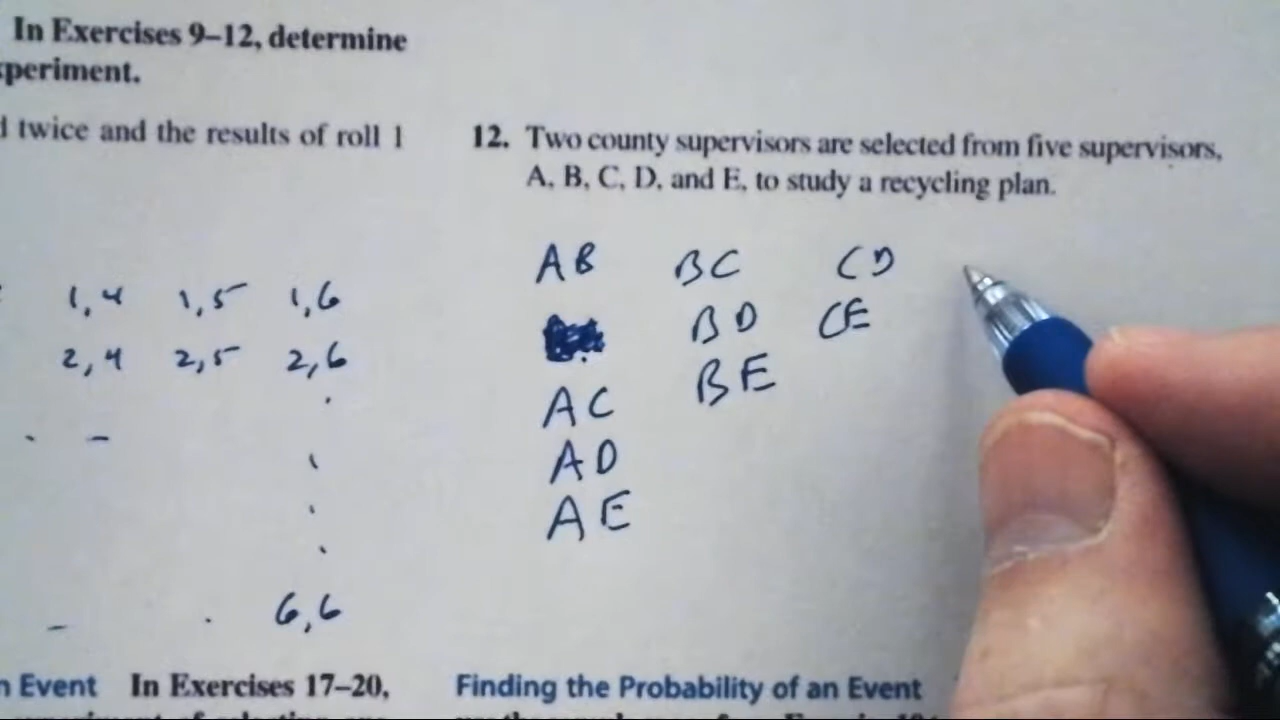 In Exercises 9–12, determine
periment.
twice and the results of roll 1
1,4 1,5 1,6
2,4 2,5 2,6
6,6
n Event In Exercises 17–20,
12. Two county supervisors are selected from five supervisors,
A, B, C, D, and E, to study a recycling plan.
AB BC CD
BD CE
AC BE
AD
AE
Finding the Probability of an Event